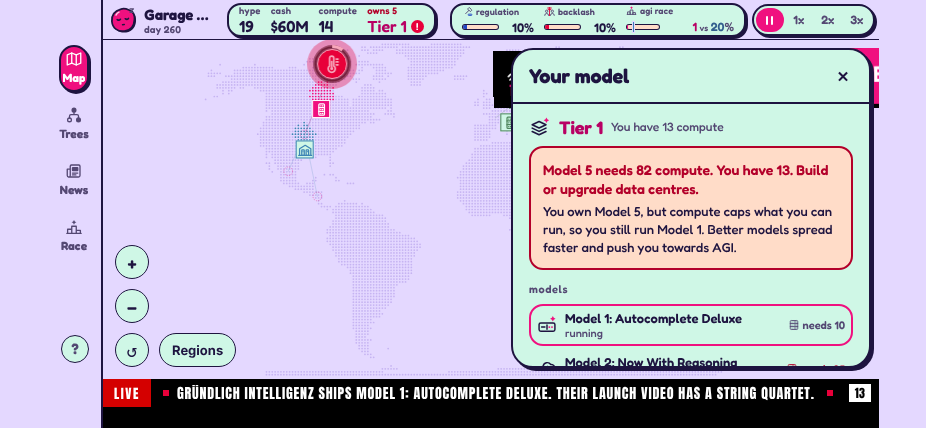 Garage ...
day 260
hype
19
cash
$60M
compute
14
owns 5
Tier 1 !
regulation
10%
backlash
10%
agi race
1 vs 20%
1x
2x
3x
Map
Trees
News
Race
?
+
−
Regions
Your model
Tier 1 You have 13 compute
Model 5 needs 82 compute. You have 13. Build
or upgrade data centres.
You own Model 5, but compute caps what you can
run, so you still run Model 1. Better models spread
faster and push you towards AGI.
models
Model 1: Autocomplete Deluxe
running
needs 10
Model 2: Now With Reasoning
LIVE
GRÜNDLICH INTELLIGENZ SHIPS MODEL 1: AUTOCOMPLETE DELUXE. THEIR LAUNCH VIDEO HAS A STRING QUARTET.
13